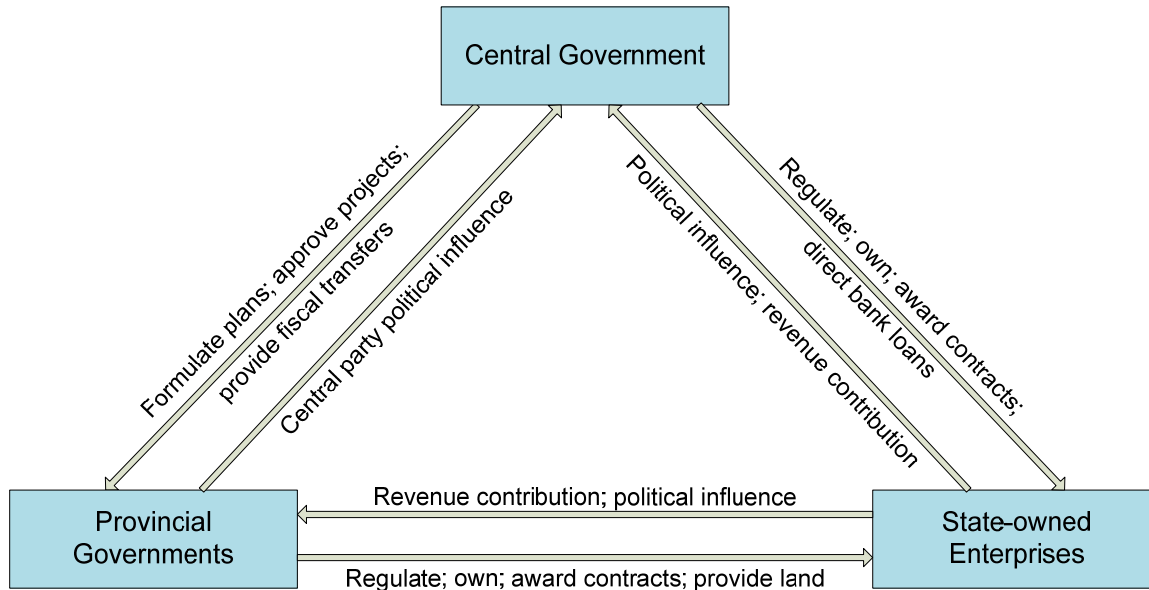 Central Government
Formulate plans; approve projects;
provide fiscal transfers
Central party political influence
Political influence; revenue contribution
Regulate; own; award contracts;
direct bank loans
Provincial
Governments
Revenue contribution; political influence
Regulate; own; award contracts; provide land
State-owned
Enterprises